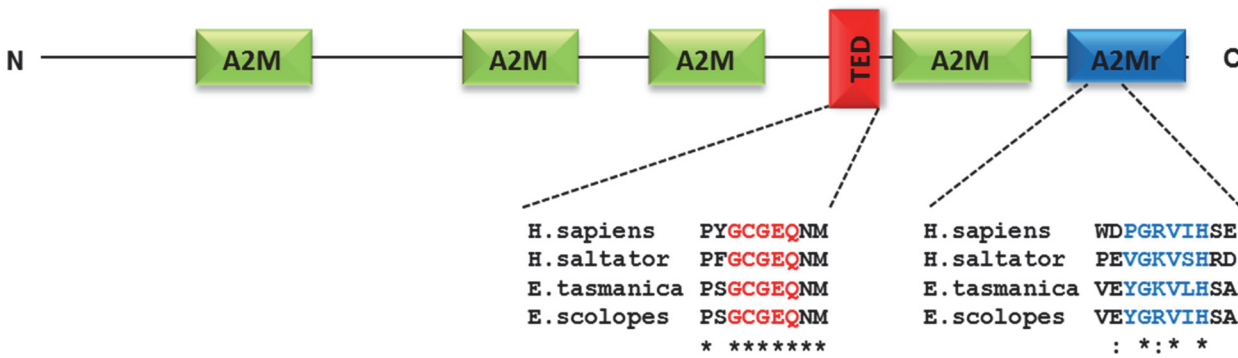 N A2M A2M A2M TED A2M A2Mr C
H.sapiens PYGCGEQNM H.sapiens WDPGRVIHSE
H.saltator PFGCGEQNM H.saltator PEVGKVSHRD
E.tasmanica PSGCGEQNM E.tasmanica VEYGKVLHSA
E.scolopes PSGCGEQNM E.scolopes VEYGRVIHSA
* ******* : *:* *